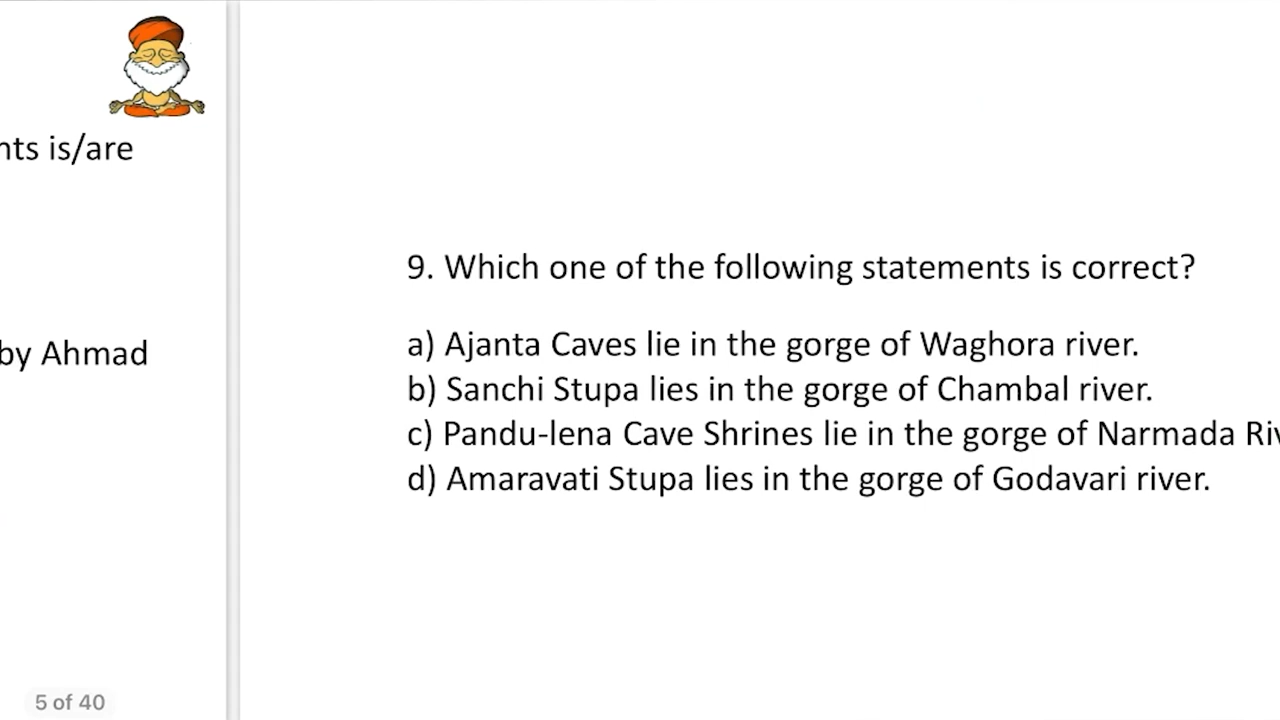 nts is/are
by Ahmad
5 of 40
9. Which one of the following statements is correct?
a) Ajanta Caves lie in the gorge of Waghora river.
b) Sanchi Stupa lies in the gorge of Chambal river.
c) Pandu-lena Cave Shrines lie in the gorge of Narmada Riv
d) Amaravati Stupa lies in the gorge of Godavari river.